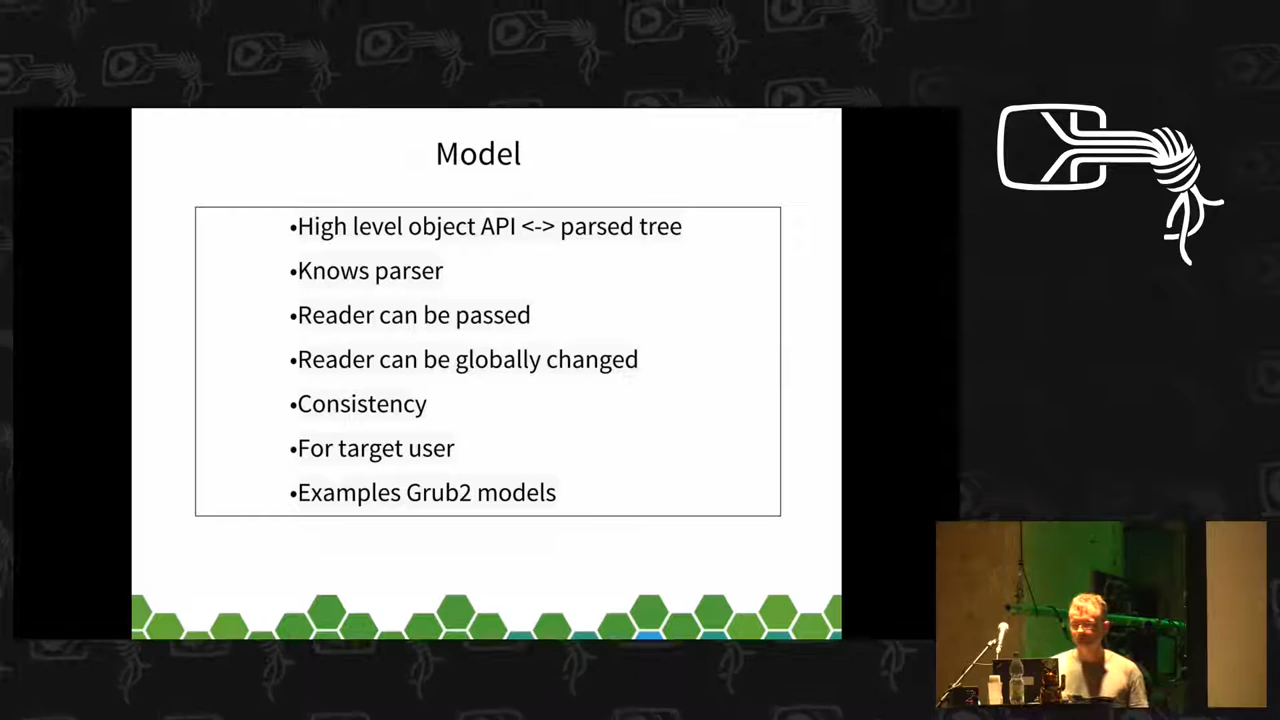 Model
•High level object API <-> parsed tree
•Knows parser
•Reader can be passed
•Reader can be globally changed
•Consistency
•For target user
•Examples Grub2 models